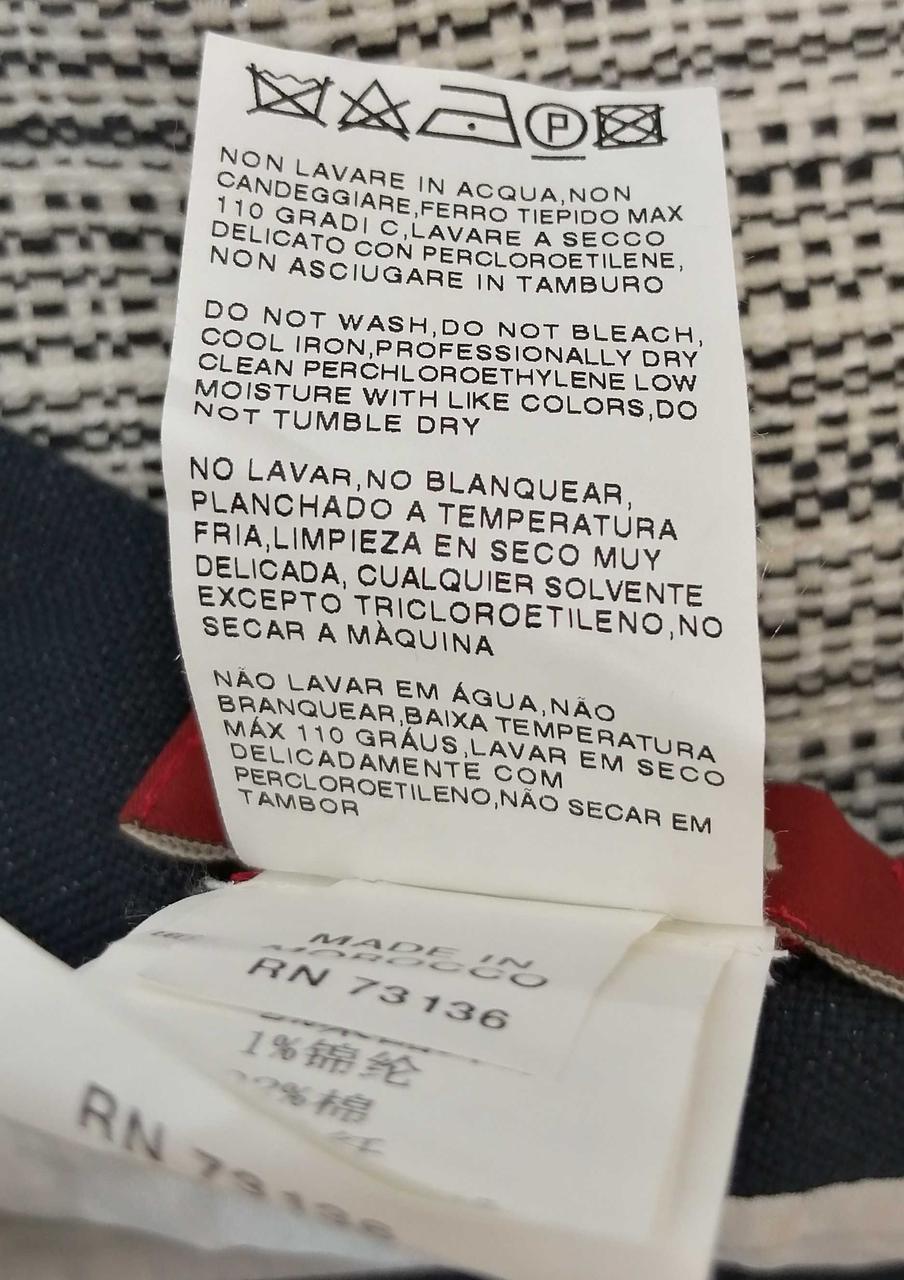 P
NON LAVARE IN ACQUA,NON
CANDEGGIARE,FERRO TIEPIDO MAX
110 GRADI C,LAVARE A SECCO
DELICATO CON PERCLOROETILENE,
NON ASCIUGARE IN TAMBURO
DO NOT WASH,DO NOT BLEACH,
COOL IRON,PROFESSIONALLY DRY
CLEAN PERCHLOROETHYLENE LOW
MOISTURE WITH LIKE COLORS,DO
NOT TUMBLE DRY
NO LAVAR,NO BLANQUEAR,
PLANCHADO A TEMPERATURA
FRIA,LIMPIEZA EN SECO MUY
DELICADA, CUALQUIER SOLVENTE
EXCEPTO TRICLOROETILENO,NO
SECAR A MÀQUINA
NÃO LAVAR EM ÁGUA,NÃO
BRANQUEAR,BAIXA TEMPERATURA
MÁX 110 GRÁUS,LAVAR EM SECO
DELICADAMENTE COM
PERCLOROETILENO,NÃO SECAR EM
TAMBOR
MADE IN
MOROCCO
RN 73136
1%锦纶
%棉
RN 73136